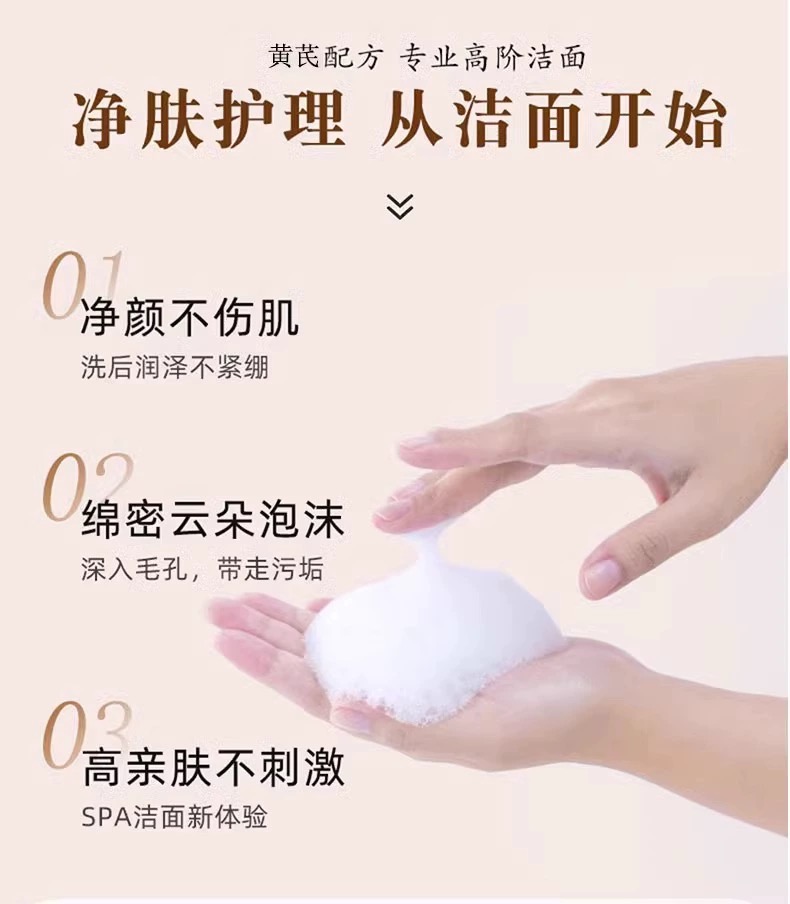 黄芪配方 专业高阶洁面
净肤护理 从洁面开始
01
净颜不伤肌
洗后润泽不紧绷
02
绵密云朵泡沫
深入毛孔，带走污垢
03
高亲肤不刺激
SPA洁面新体验